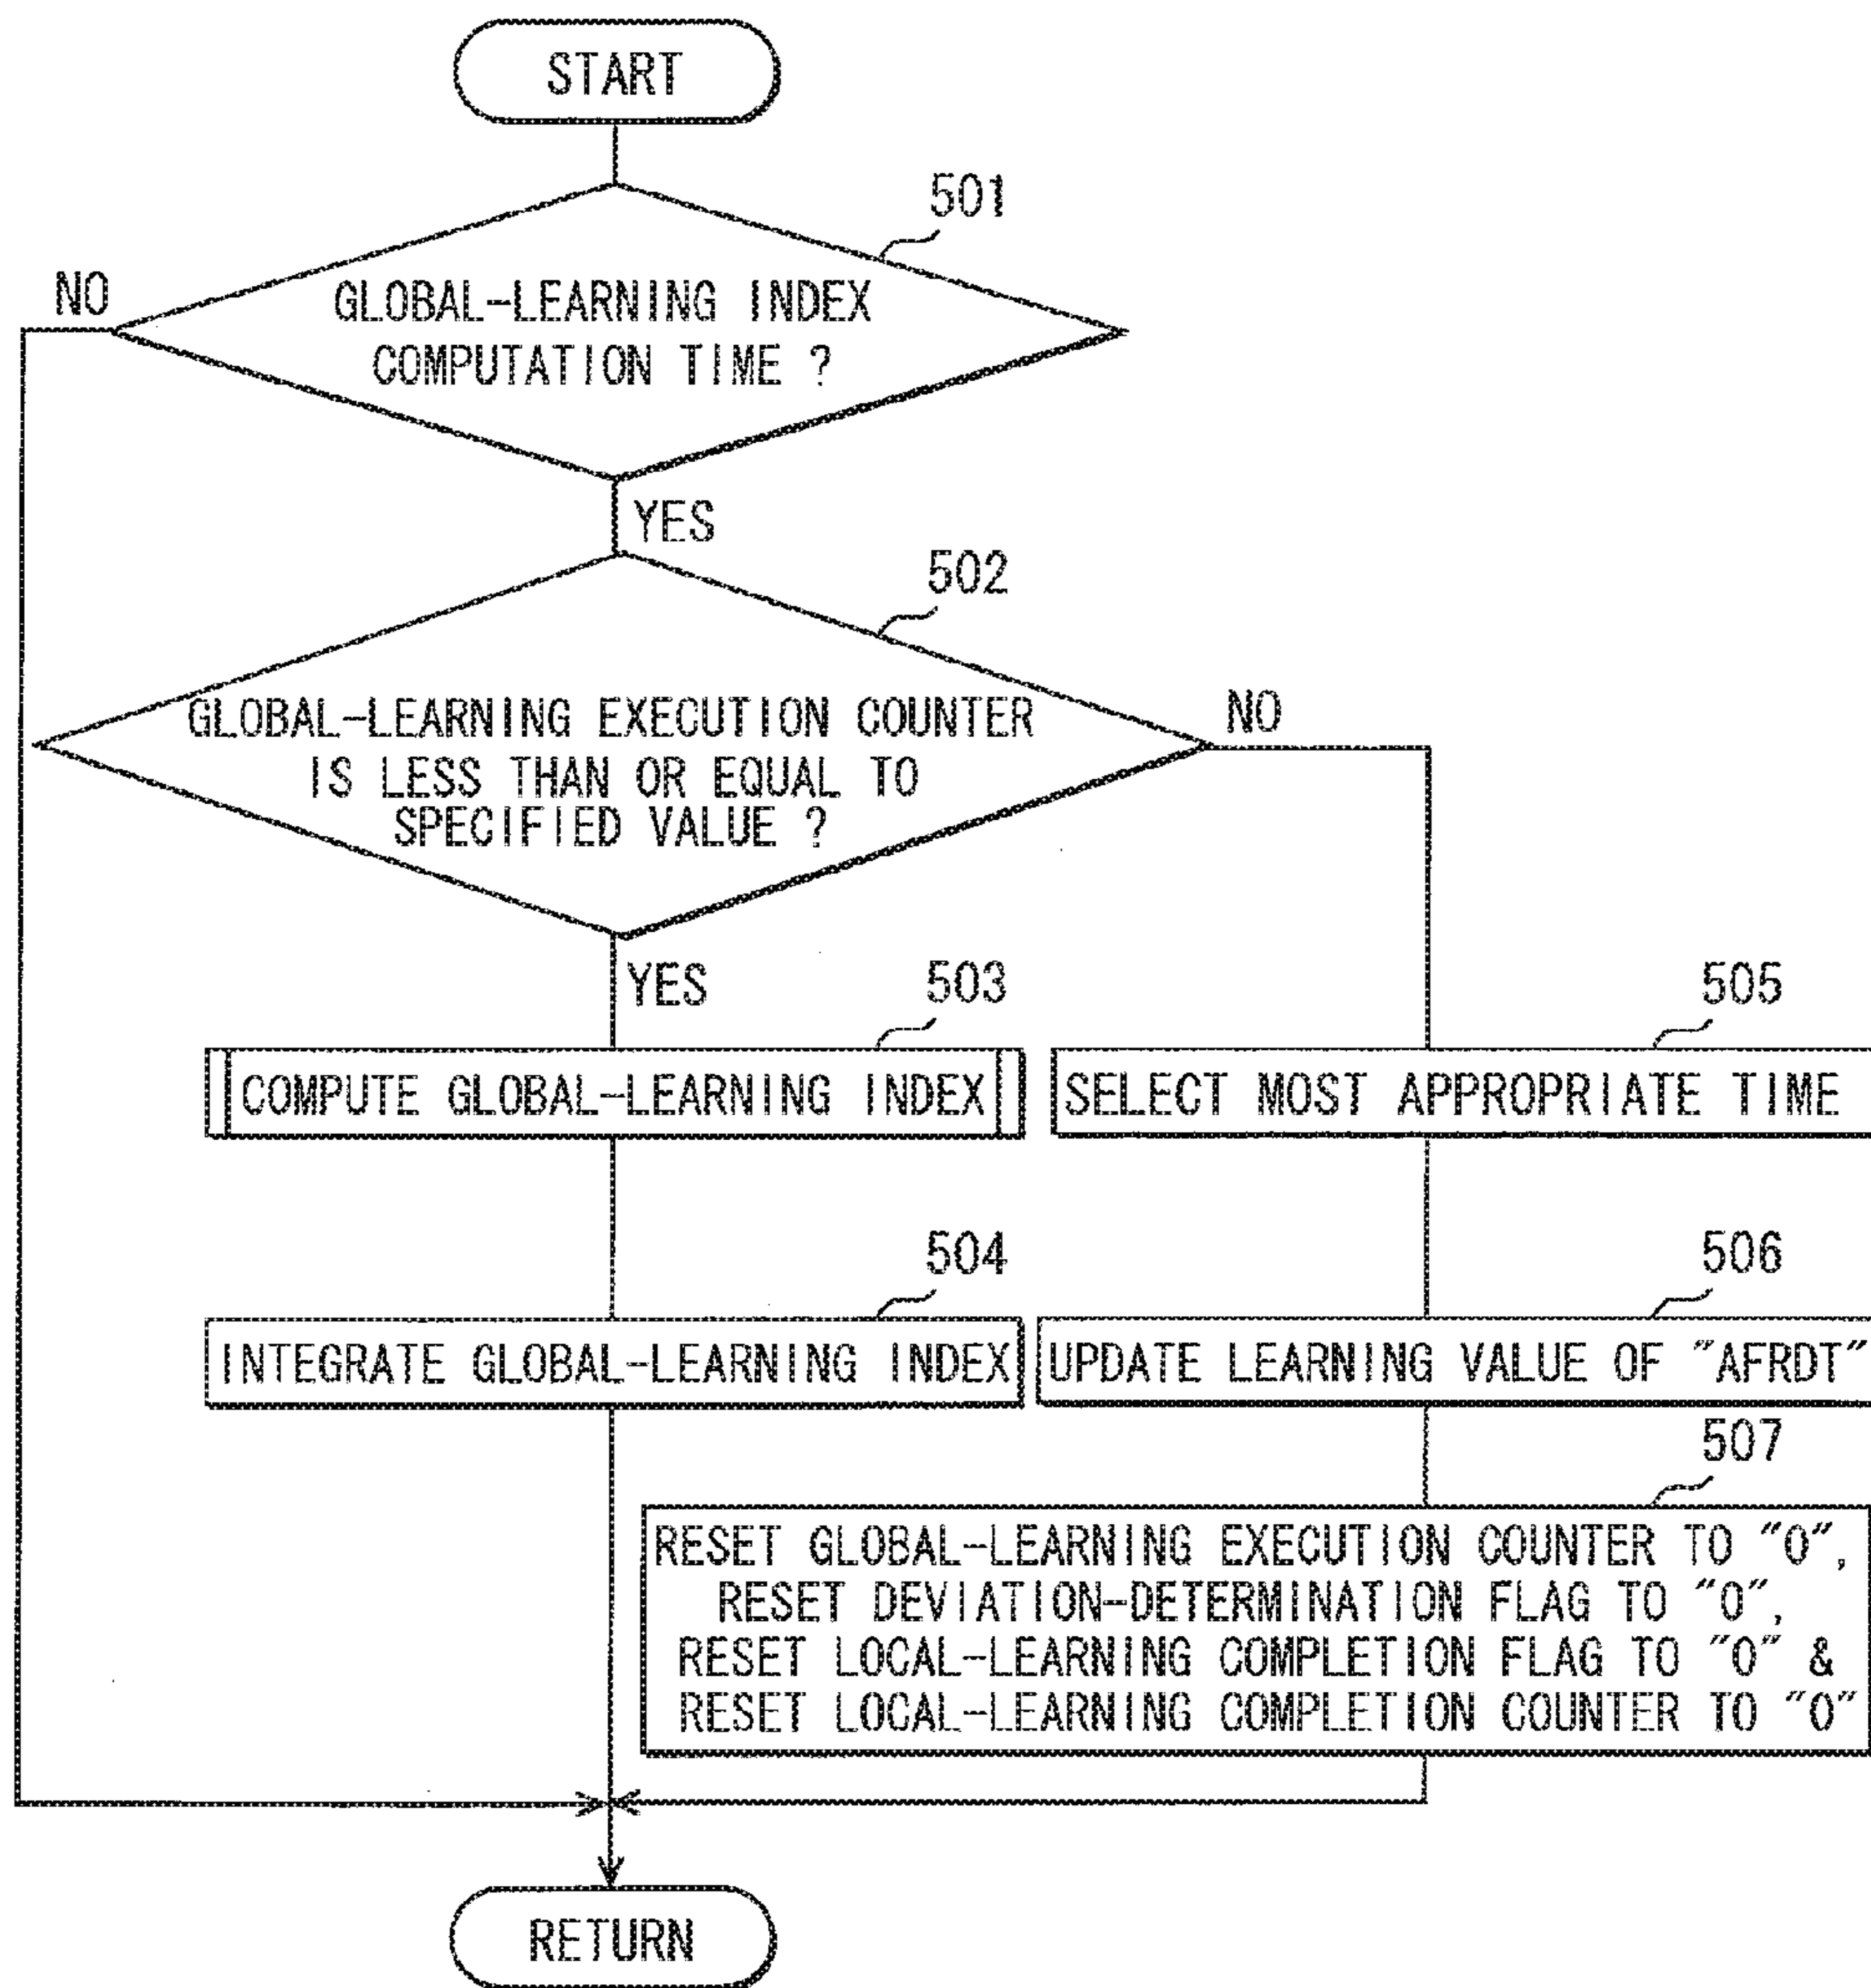 START
501
NO
GLOBAL-LEARNING INDEX
COMPUTATION TIME ?
YES
502
GLOBAL-LEARNING EXECUTION COUNTER
IS LESS THAN OR EQUAL TO
SPECIFIED VALUE ?
NO
YES
503
COMPUTE GLOBAL-LEARNING INDEX
505
SELECT MOST APPROPRIATE TIME
504
INTEGRATE GLOBAL-LEARNING INDEX
506
UPDATE LEARNING VALUE OF "AFRDT"
507
RESET GLOBAL-LEARNING EXECUTION COUNTER TO "0",
RESET DEVIATION-DETERMINATION FLAG TO "0",
RESET LOCAL-LEARNING COMPLETION FLAG TO "0" &
RESET LOCAL-LEARNING COMPLETION COUNTER TO "0"
RETURN